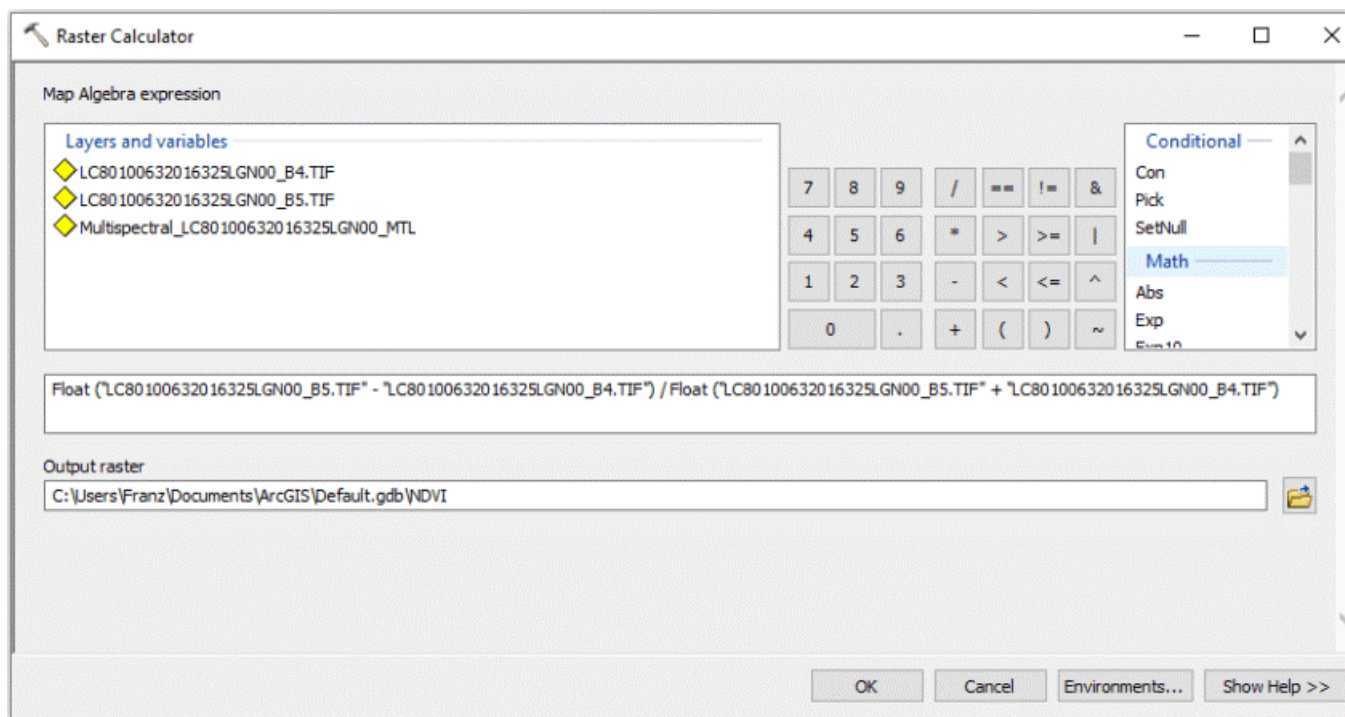 Raster Calculator
Map Algebra expression
Layers and variables
LC80100632016325LGN00_B4.TIF
LC80100632016325LGN00_B5.TIF
Multispectral_LC80100632016325LGN00_MTL
7 8 9 / == != &
4 5 6 * > >= |
1 2 3 - < <= ^
0 . + ( ) ~
Conditional
Con
Pick
SetNull
Math
Abs
Exp
Exp10
Float ("LC80100632016325LGN00_B5.TIF" - "LC80100632016325LGN00_B4.TIF") / Float ("LC80100632016325LGN00_B5.TIF" + "LC80100632016325LGN00_B4.TIF")
Output raster
C:\Users\Franz\Documents\ArcGIS\Default.gdb\NDVI
OK Cancel Environments... Show Help >>